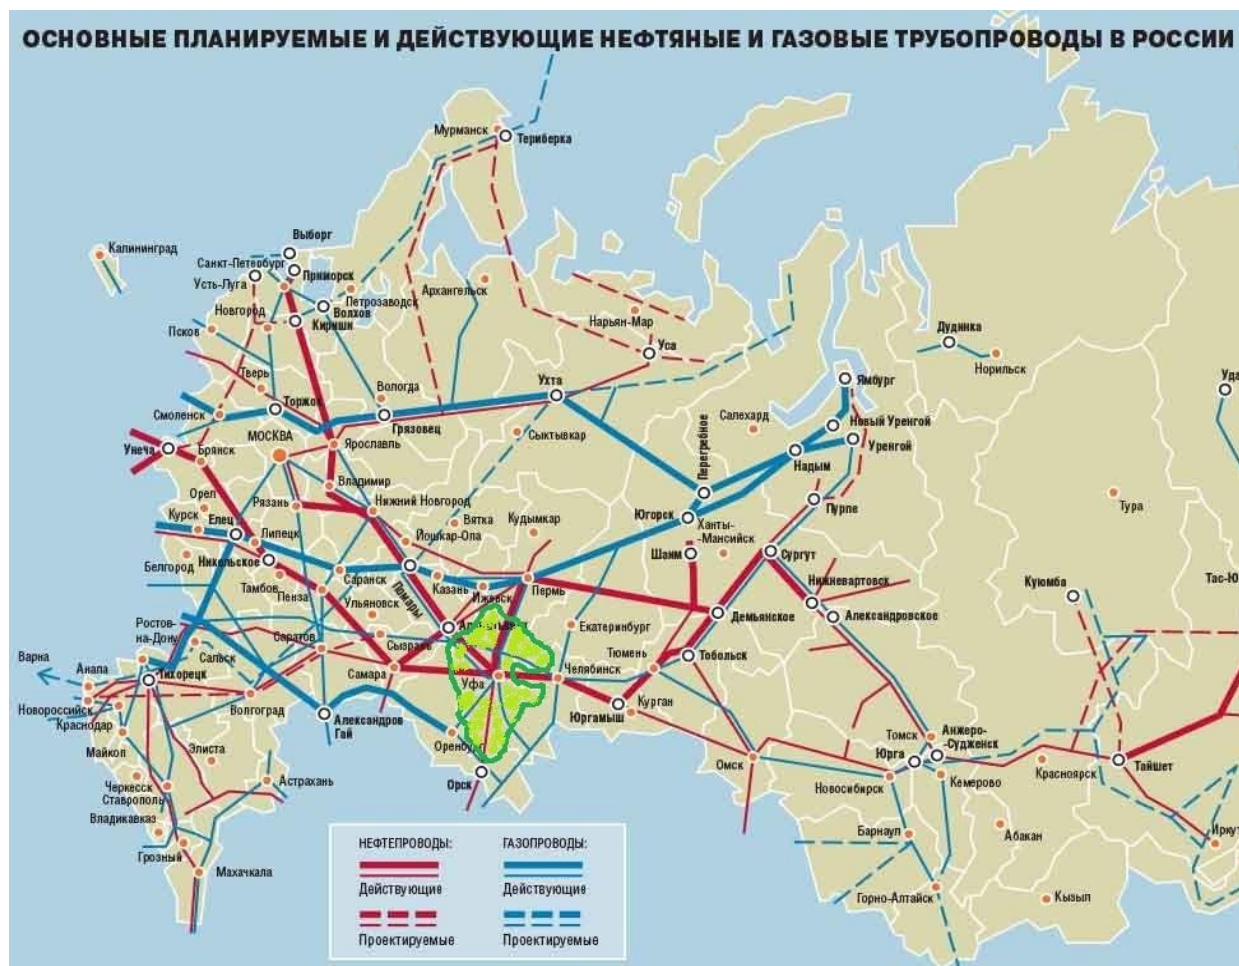 ОСНОВНЫЕ ПЛАНИРУЕМЫЕ И ДЕЙСТВУЮЩИЕ НЕФТЯНЫЕ И ГАЗОВЫЕ ТРУБОПРОВОДЫ В РОССИИ
Мурманск
Териберка
Выборг
Калининград
Санкт-Петербург
Приморск
Усть-Луга
Петрозаводск
Архангельск
Новгород
Волхов
Кириши
Нарьян-Мар
Псков
Дудинка
Уса
Норильск
Тверь
Вологда
Ухта
Ямбург
Уда
Торжок
Смоленск
Грязовец
Салехард
Новый Уренгой
Сыктывкар
Перегребное
МОСКВА
Ярославль
Уренгой
Унеча
Брянск
Надым
Владимир
Орел
Рязань
Нижний Новгород
Пурпе
Тура
Курск
Елец
Вятка
Кудымкар
Югорск
Ханты-
-Мансийск
Липецк
Йошкар-Ола
Шаим
Сургут
Белгород
Никольское
Саранск
Нижневартовск
Куюмба
Тас-Ю
Тамбов
Пенза
Помары
Казань
Ижевск
Пермь
Ульяновск
Демьянское
Александровское
Ростов-
на-Дону
Саратов
Сызрань
Екатеринбург
Варна
Сальск
Тюмень
Тобольск
Анапа
Тихорецк
Самара
Уфа
Челябинск
Новороссийск
Волгоград
Юргамыш
Курган
Краснодар
Александров
Гай
Майкоп
Элиста
Оренбург
Томск
Анжеро-
-Судженск
Юрга
Омск
Красноярск
Тайшет
Черкесск
Астрахань
Орск
Новосибирск
Кемерово
Ставрополь
Владикавказ
Барнаул
Абакан
Иркут
Грозный
Махачкала
Горно-Алтайск
Кызыл
НЕФТЕПРОВОДЫ:
ГАЗОПРОВОДЫ:
Действующие
Действующие
Проектируемые
Проектируемые